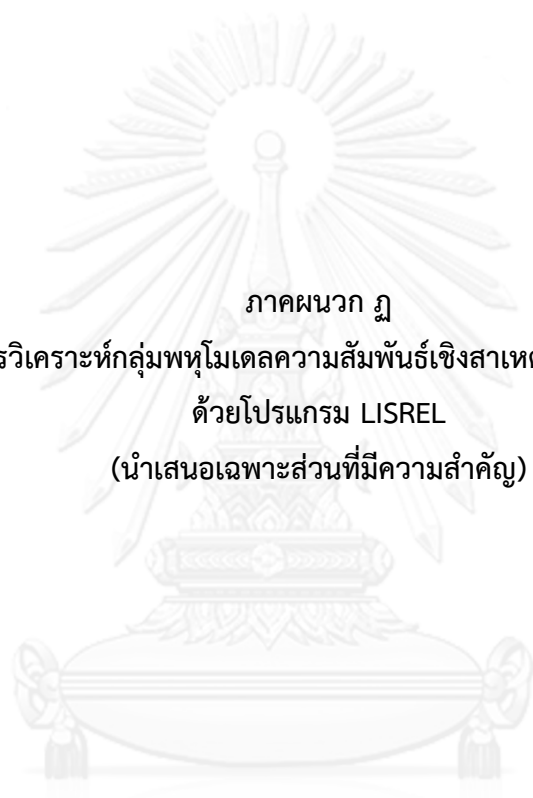 ภาคผนวก ฏ
รวิเคราะห์กลุ่มพหุโมเดลความสัมพันธ์เชิงสาเหต
ด้วยโปรแกรม LISREL
(นำเสนอเฉพาะส่วนที่มีความสำคัญ)